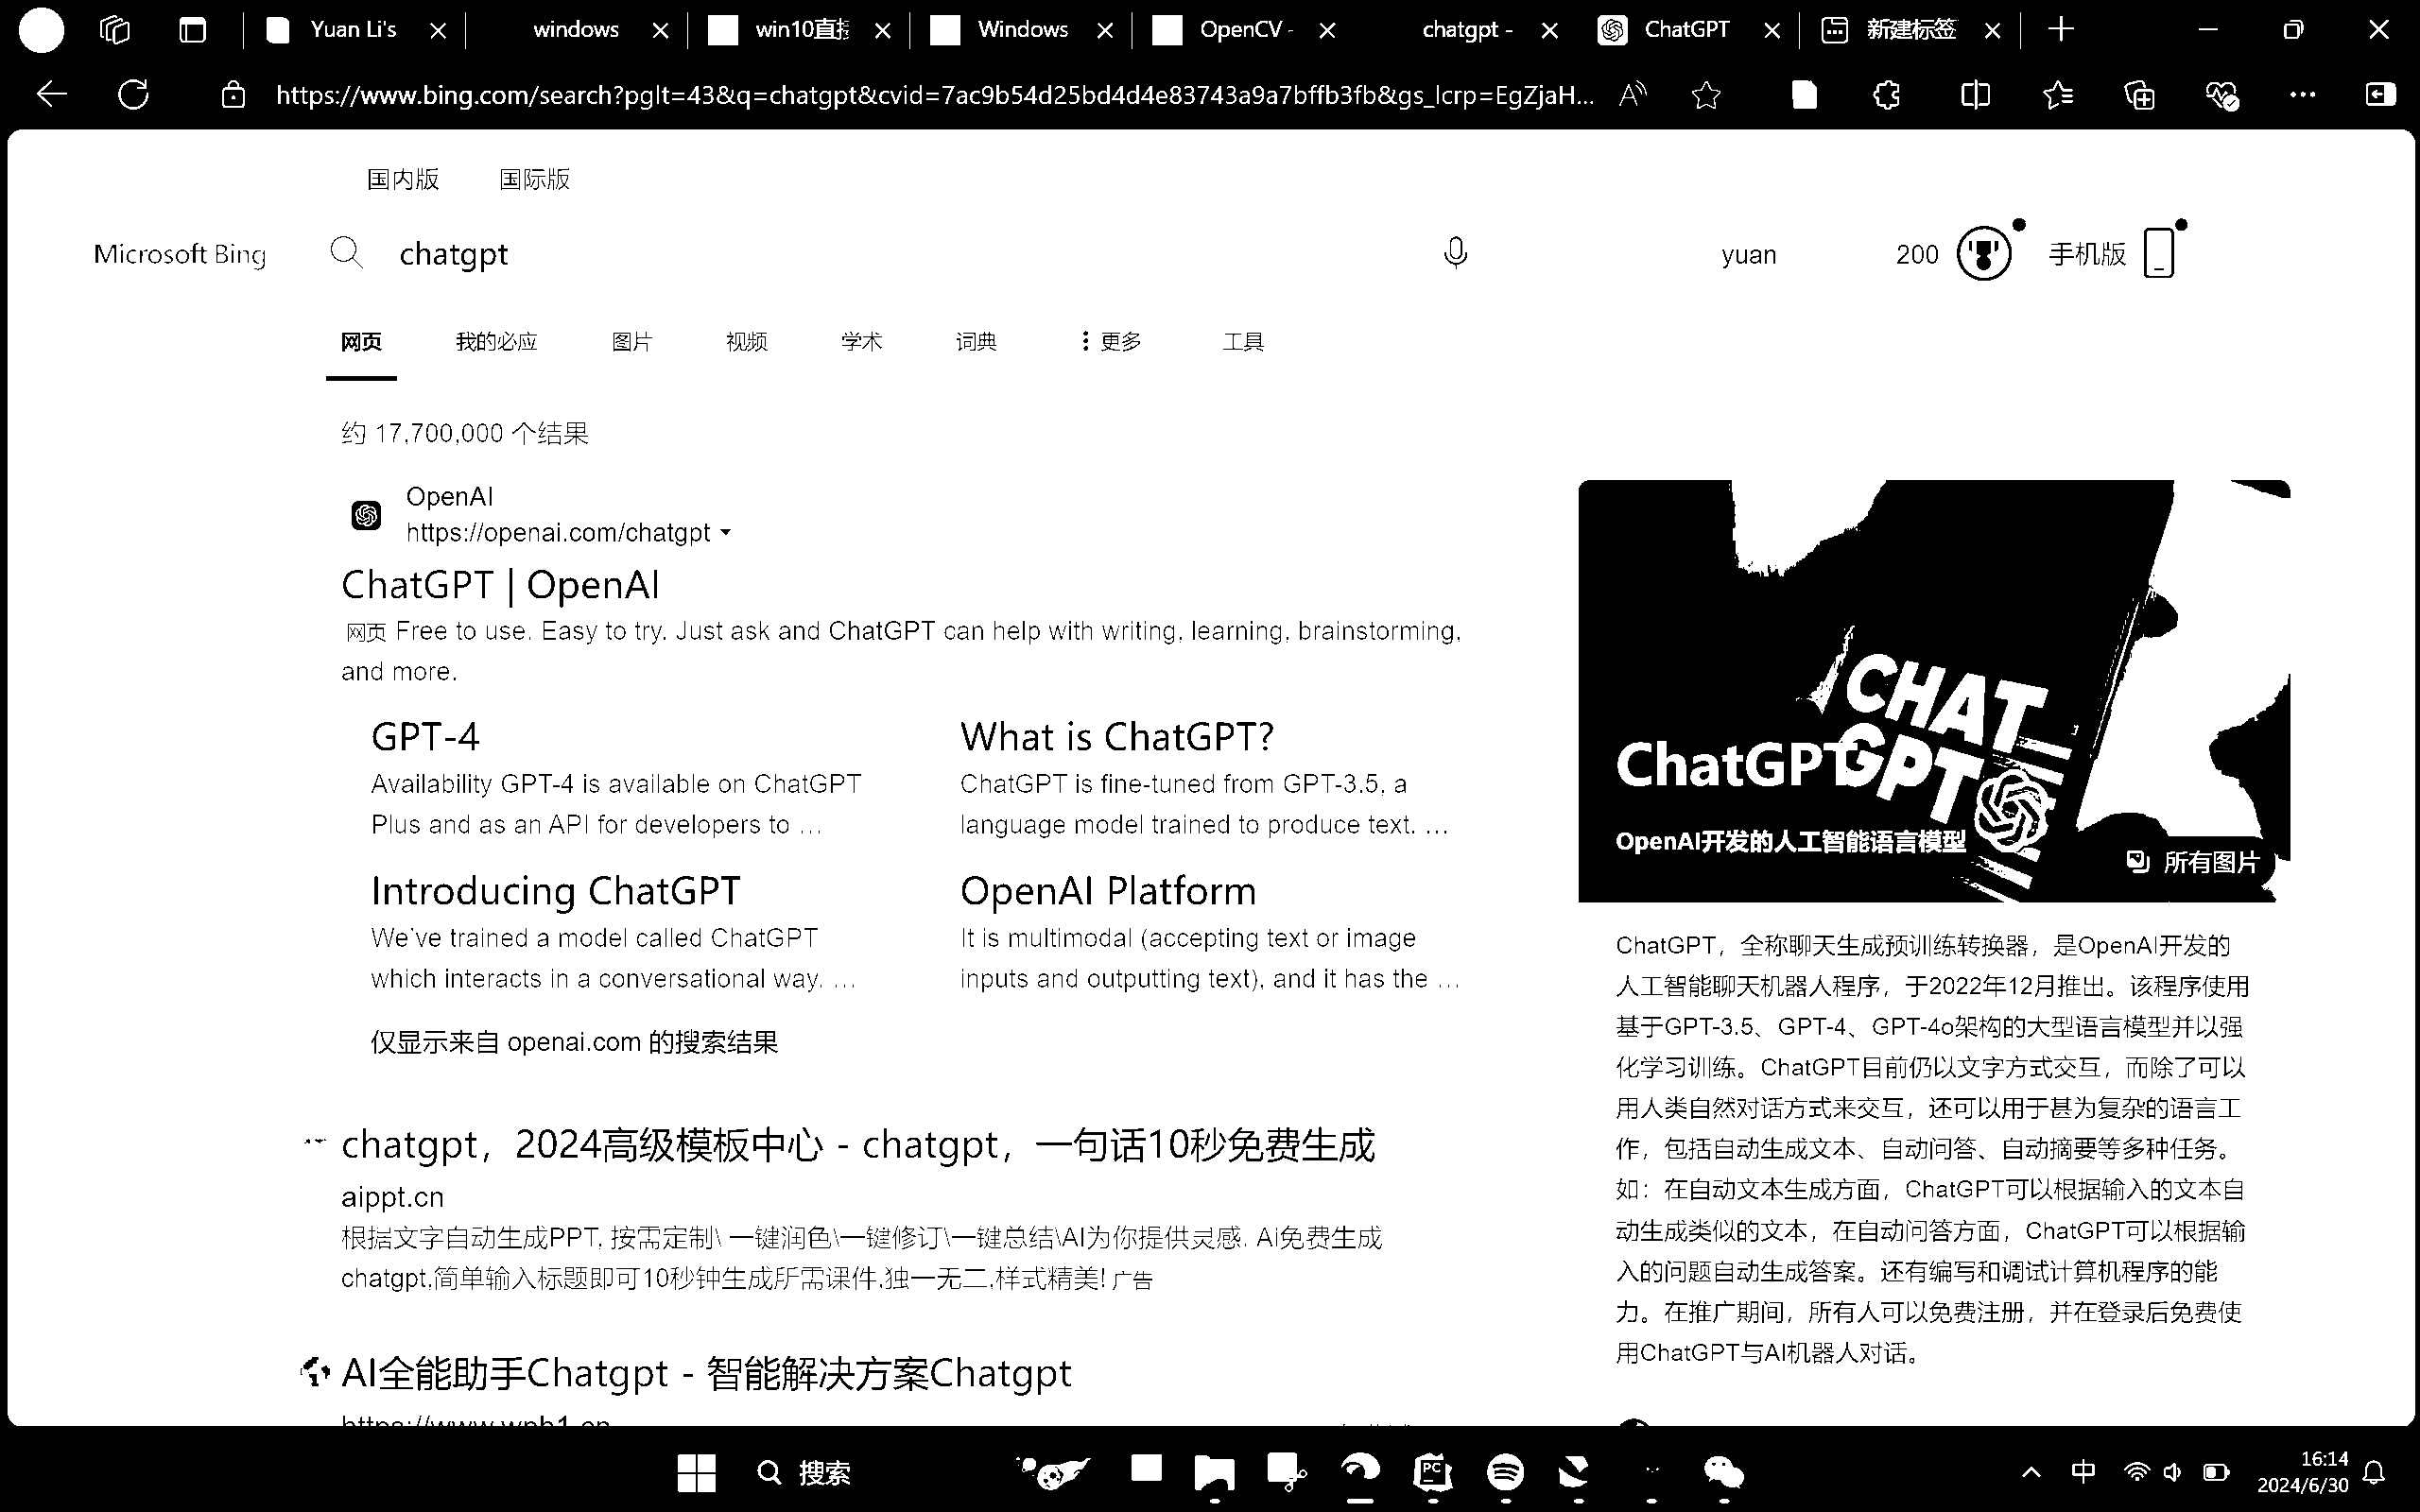 Yuan Li's
windows
win10直接
Windows
OpenCV -
chatgpt -
ChatGPT
新建标签
https://www.bing.com/search?pglt=43&q=chatgpt&cvid=7ac9b54d25bd4d4e83743a9a7bffb3fb&gs_lcrp=EgZjaH...
国内版 国际版
Microsoft Bing
chatgpt
yuan
200
手机版
网页 我的必应 图片 视频 学术 词典 更多 工具
约 17,700,000 个结果
OpenAI
https://openai.com/chatgpt
ChatGPT | OpenAI
网页 Free to use. Easy to try. Just ask and ChatGPT can help with writing, learning, brainstorming,
and more.
GPT-4
Availability GPT-4 is available on ChatGPT
Plus and as an API for developers to ...
What is ChatGPT?
ChatGPT is fine-tuned from GPT-3.5, a
language model trained to produce text. ...
Introducing ChatGPT
We've trained a model called ChatGPT
which interacts in a conversational way. ...
OpenAI Platform
It is multimodal (accepting text or image
inputs and outputting text), and it has the ...
仅显示来自 openai.com 的搜索结果
chatgpt，2024高级模板中心 - chatgpt，一句话10秒免费生成
aippt.cn
根据文字自动生成PPT, 按需定制\ 一键润色\一键修订\一键总结\AI为你提供灵感. Ai免费生成
chatgpt,简单输入标题即可10秒钟生成所需课件,独一无二,样式精美! 广告
AI全能助手Chatgpt - 智能解决方案Chatgpt
CHAT
GPT
ChatGPT
OpenAI开发的人工智能语言模型
所有图片
ChatGPT，全称聊天生成预训练转换器，是OpenAI开发的
人工智能聊天机器人程序，于2022年12月推出。该程序使用
基于GPT-3.5、GPT-4、GPT-4o架构的大型语言模型并以强
化学习训练。ChatGPT目前仍以文字方式交互，而除了可以
用人类自然对话方式来交互，还可以用于甚为复杂的语言工
作，包括自动生成文本、自动问答、自动摘要等多种任务。
如：在自动文本生成方面，ChatGPT可以根据输入的文本自
动生成类似的文本，在自动问答方面，ChatGPT可以根据输
入的问题自动生成答案。还有编写和调试计算机程序的能
力。在推广期间，所有人可以免费注册，并在登录后免费使
用ChatGPT与AI机器人对话。
搜索
PC
中
16:14
2024/6/30